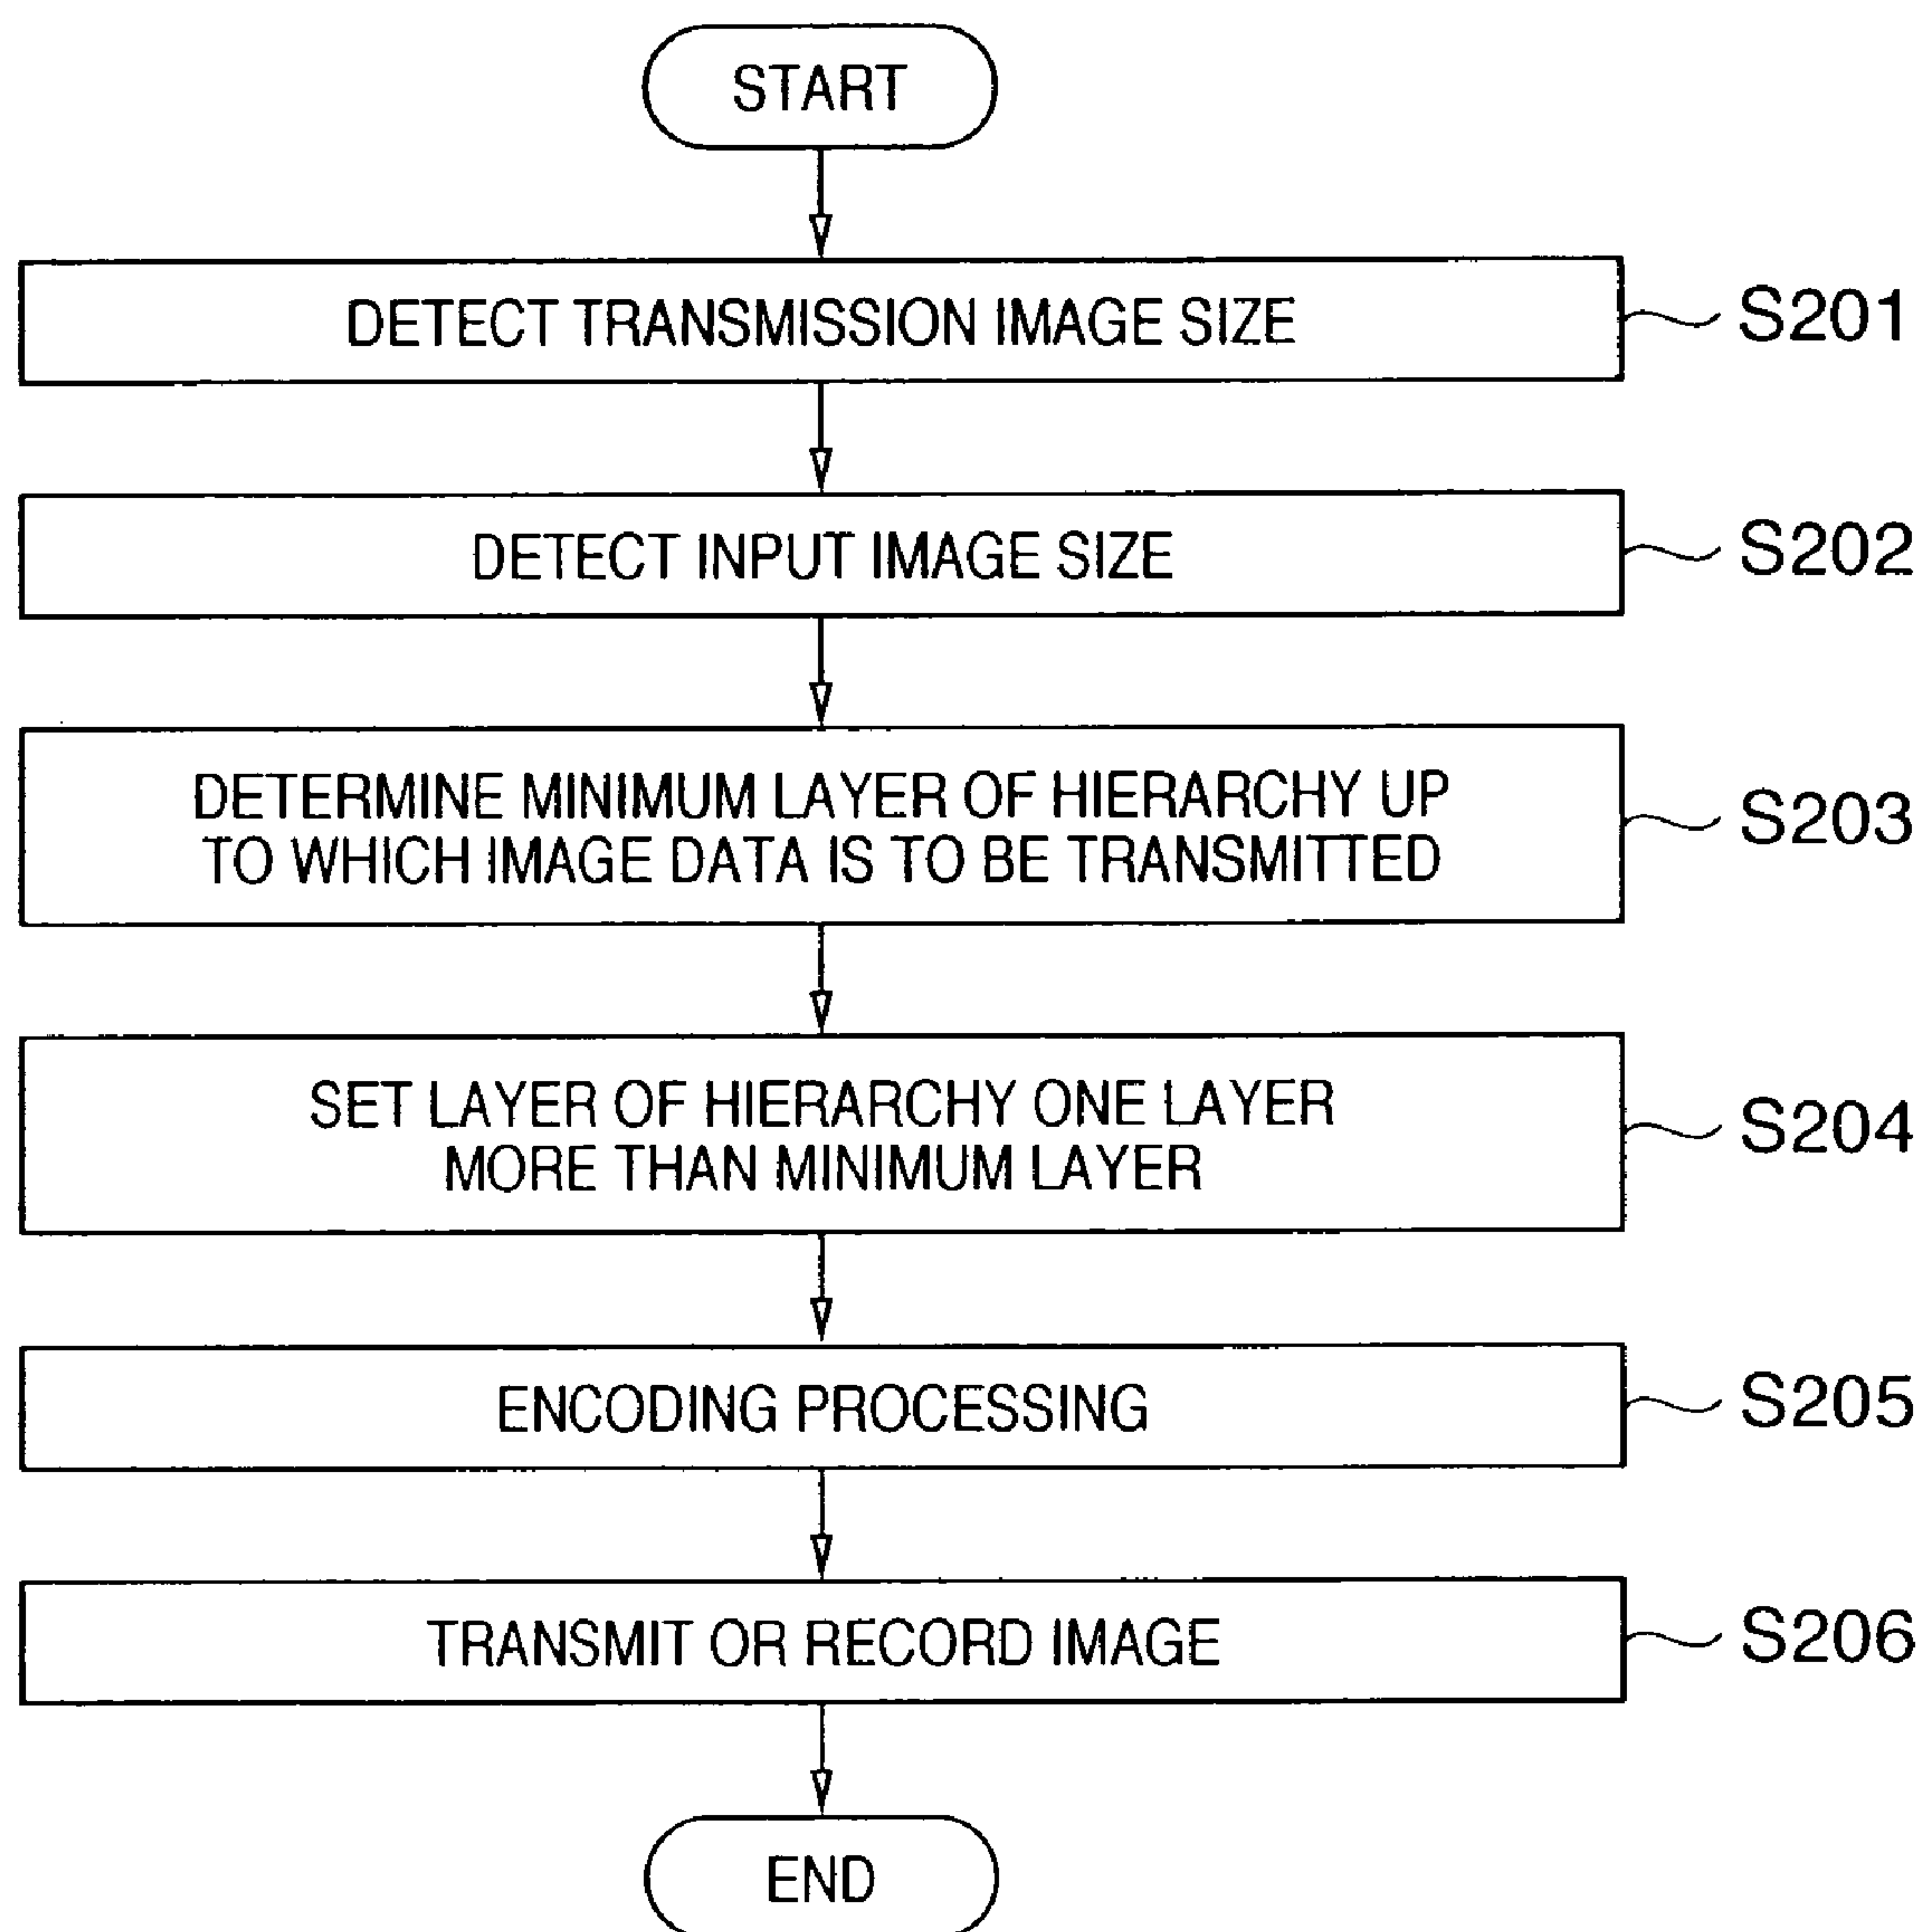 START
DETECT TRANSMISSION IMAGE SIZE
S201
DETECT INPUT IMAGE SIZE
S202
DETERMINE MINIMUM LAYER OF HIERARCHY UP
TO WHICH IMAGE DATA IS TO BE TRANSMITTED
S203
SET LAYER OF HIERARCHY ONE LAYER
MORE THAN MINIMUM LAYER
S204
ENCODING PROCESSING
S205
TRANSMIT OR RECORD IMAGE
S206
END